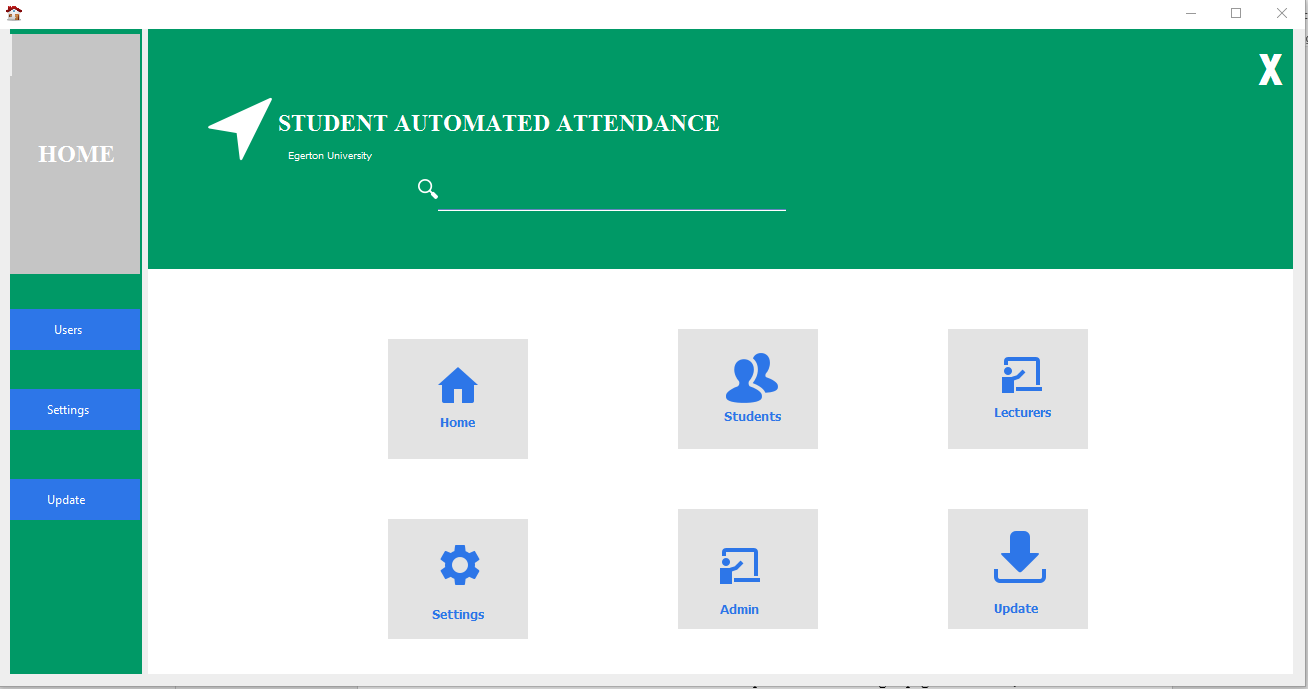 X
STUDENT AUTOMATED ATTENDANCE
HOME
Egerton University
Users
Settings
Update
Home
Students
Lecturers
Settings
Admin
Update